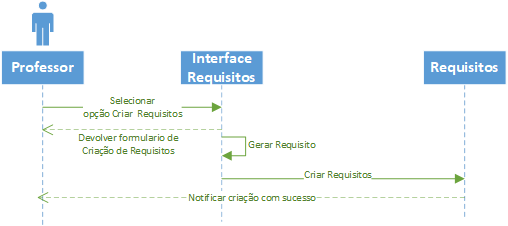 Professor
Interface
Requisitos
Requisitos
Selecionar
opção Criar Requisitos
Devolver formulario de
Criação de Requisitos
Gerar Requisito
Criar Requisitos
Notificar criação com sucesso